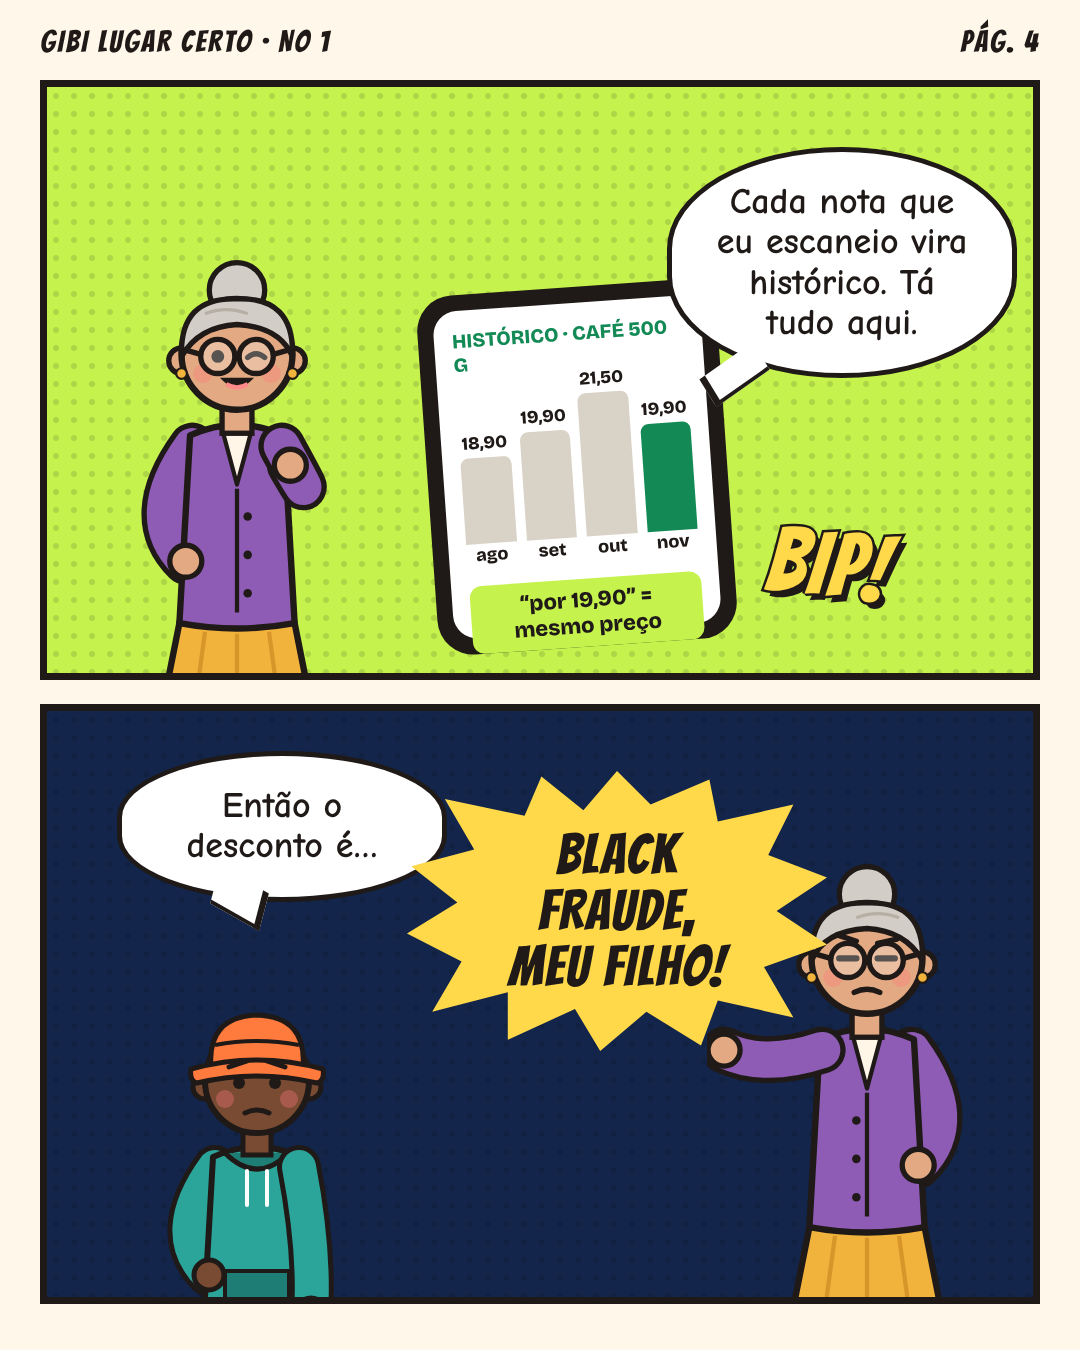 GIBI LUGAR CERTO · NO 1
PÁG. 4
Cada nota que
eu escaneio vira
histórico. Tá
tudo aqui.
HISTÓRICO · CAFÉ 500
G
18,90
19,90
21,50
19,90
ago
set
out
nov
“por 19,90” =
mesmo preço
BIP!
Então o
desconto é...
BLACK
FRAUDE,
MEU FILHO!